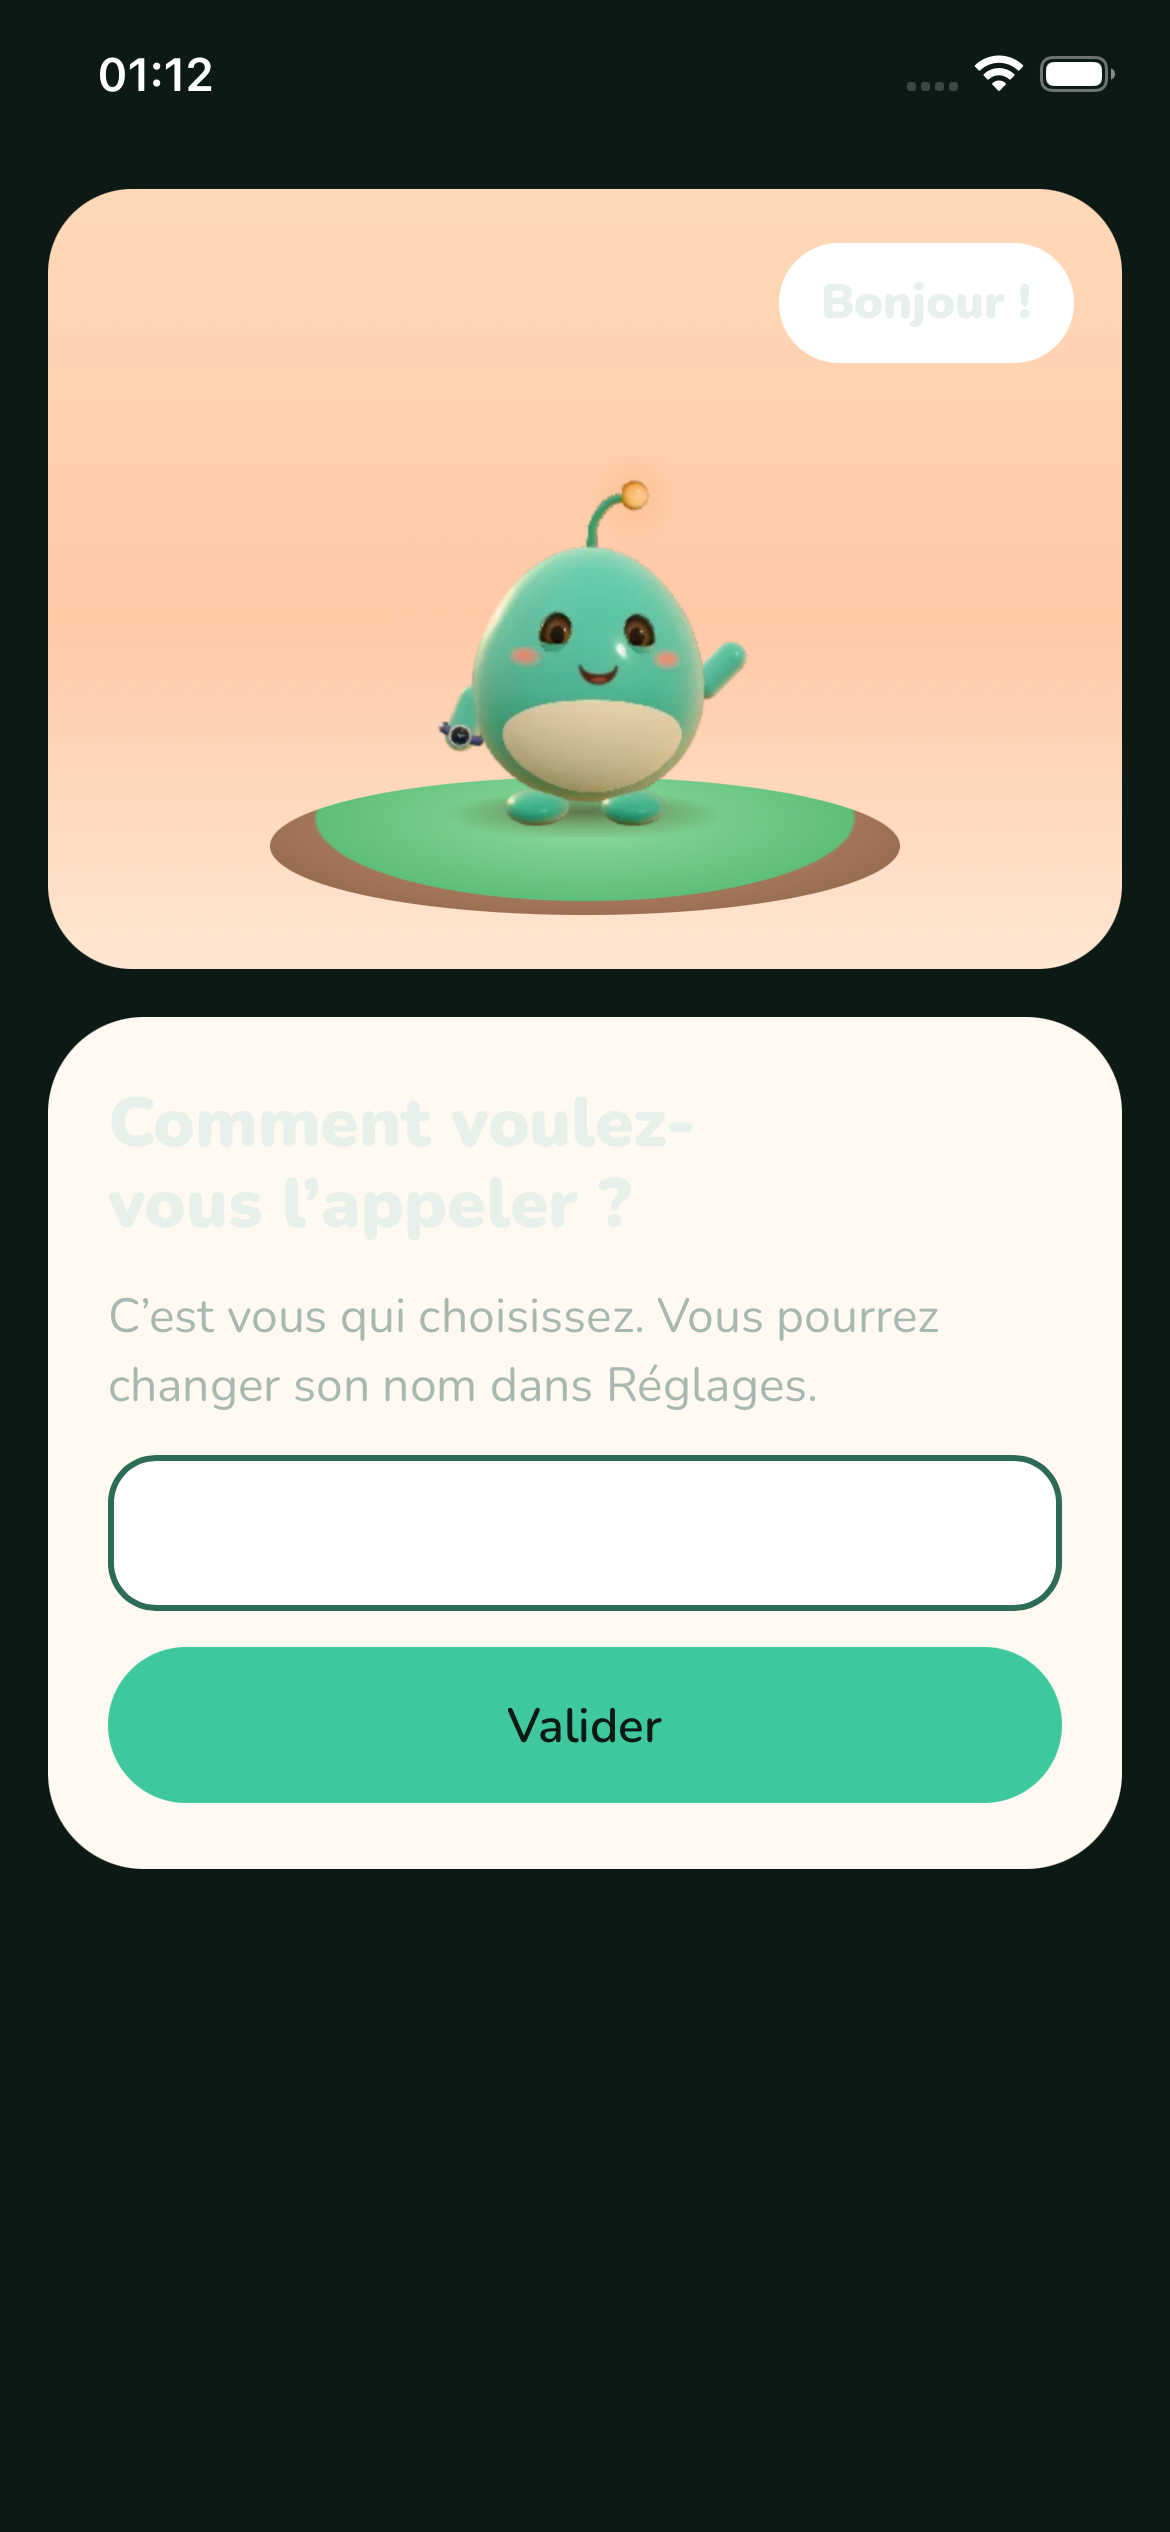 01:12
Bonjour !
Comment voulez-
vous l’appeler ?
C’est vous qui choisissez. Vous pourrez
changer son nom dans Réglages.
Valider